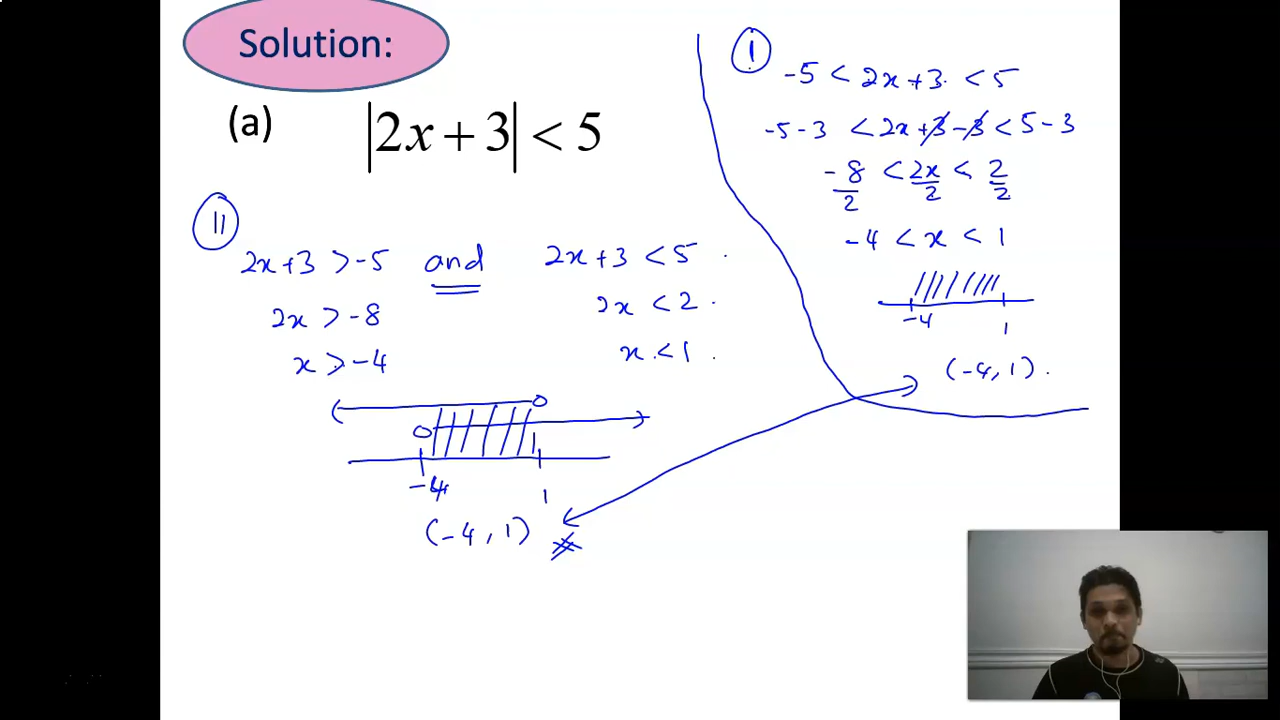 Solution:
(a) |2x + 3| < 5
I
-5 < 2x+3 < 5
-5-3 < 2x+3-3 < 5-3
-8/2 < 2x/2 < 2/2
-4 < x < 1
-4 1
(-4, 1).
II
2x+3 > -5 and 2x+3 < 5
2x > -8 2x < 2
x > -4 x < 1
-4 1
(-4, 1)